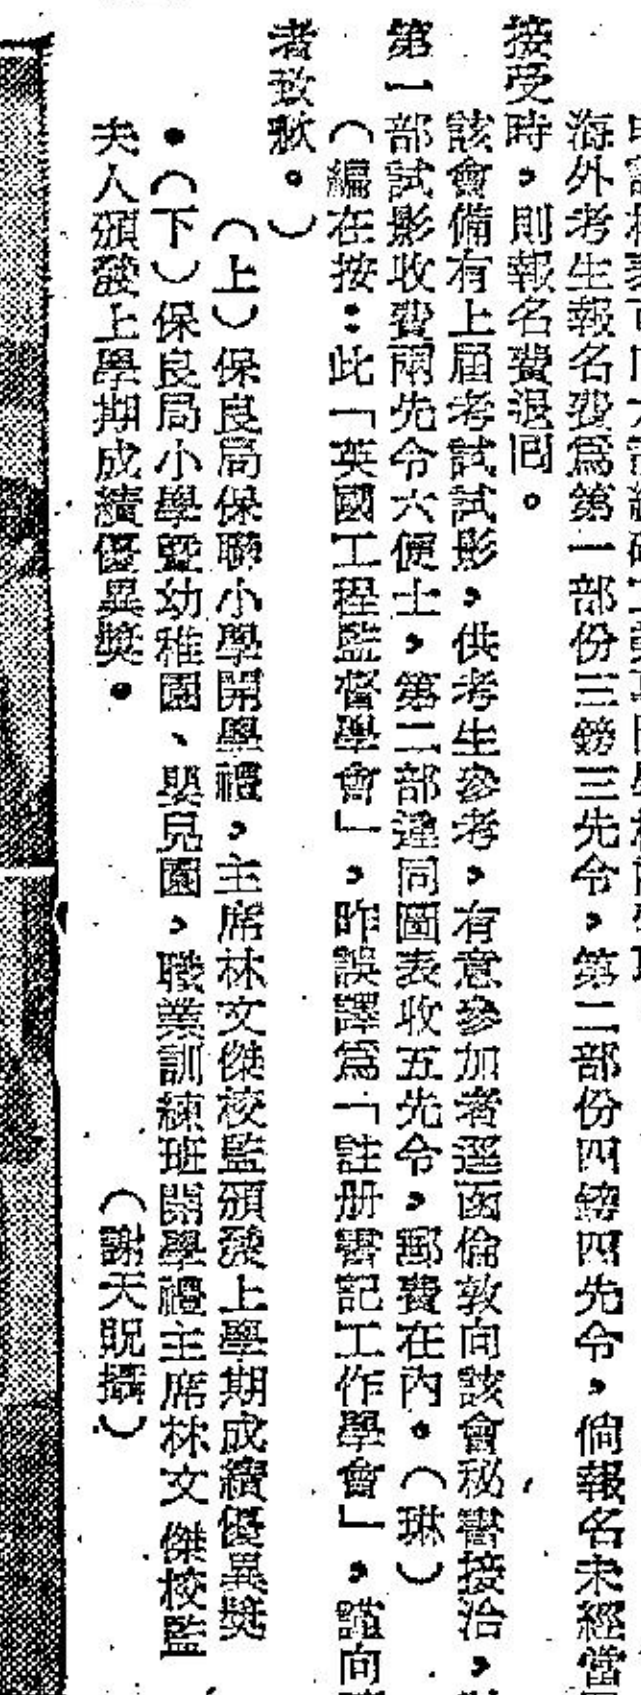 海外考生報名費爲第一部份三鎊三先令,第二部份四鎊四先令,倘報名未經當
接受時,則報名費退囘。
該會備有上届考試試影,供考生參考,有意參加者逕函倫敦向該會秘書接洽,
第一部試影收費兩先令六便士,第二部連同圖表收五先令,郵費在內。(琳)
(編在按:此「英國工程監督學會」,昨誤譯爲「註册書記工作學會」,謹向
者致歉。)
(上)保良局保聯小學開學禮,主席林文傑校監頒發上學期成績優異獎
•(下)保良局小學暨幼稚園、嬰兒園,職業訓練班開學禮主席林文傑校監
夫人頒發上學期成績優異獎。
(謝天貺攝)